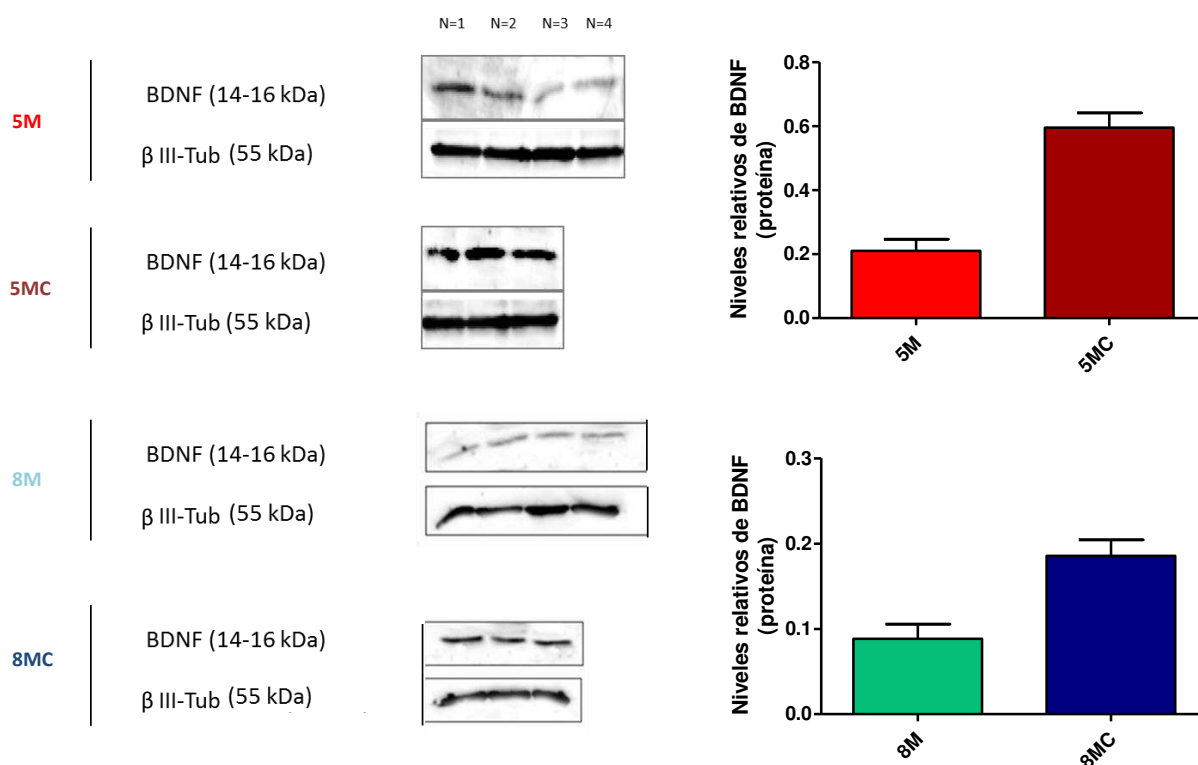 N=1 N=2 N=3 N=4
5M
BDNF (14-16 kDa)
β III-Tub (55 kDa)
5MC
BDNF (14-16 kDa)
β III-Tub (55 kDa)
8M
BDNF (14-16 kDa)
β III-Tub (55 kDa)
8MC
BDNF (14-16 kDa)
β III-Tub (55 kDa)
Niveles relativos de BDNF
(proteína)
0.8
0.6
0.4
0.2
0.0
5M 5MC
Niveles relativos de BDNF
(proteína)
0.3
0.2
0.1
0.0
8M 8MC